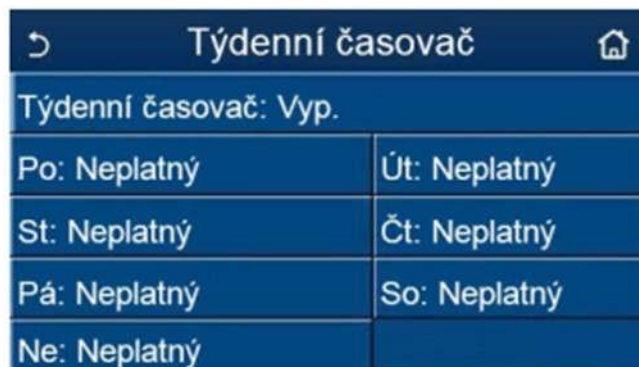 Týdenní časovač
Týdenní časovač: Vyp.
Po: Neplatný
Út: Neplatný
St: Neplatný
Čt: Neplatný
Pá: Neplatný
So: Neplatný
Ne: Neplatný